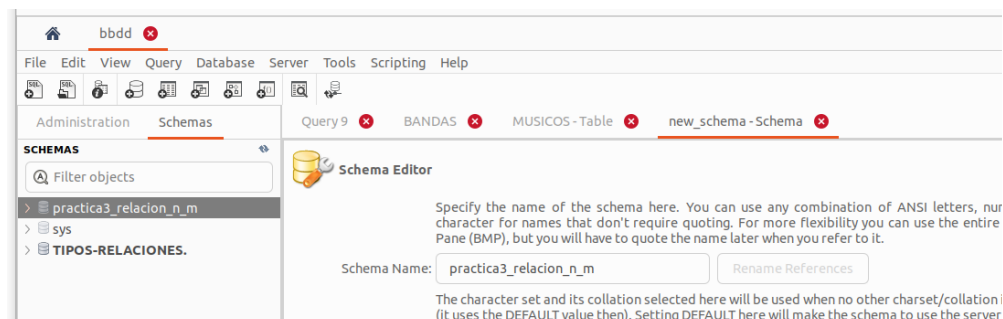 bbdd
File Edit View Query Database Server Tools Scripting Help
Administration Schemas
Query 9 BANDAS MUSICOS - Table new_schema - Schema
SCHEMAS
Filter objects
practica3_relacion_n_m
sys
TIPOS-RELACIONES.
Schema Editor
Specify the name of the schema here. You can use any combination of ANSI letters,
character for names that don't require quoting. For more flexibility you can use the entire
Pane (BMP), but you will have to quote the name later when you refer to it.
Schema Name: practica3_relacion_n_m Rename References
The character set and its collation selected here will be used when no other charset/collation
(it uses the DEFAULT value then). Setting DEFAULT here will make the schema to use the server